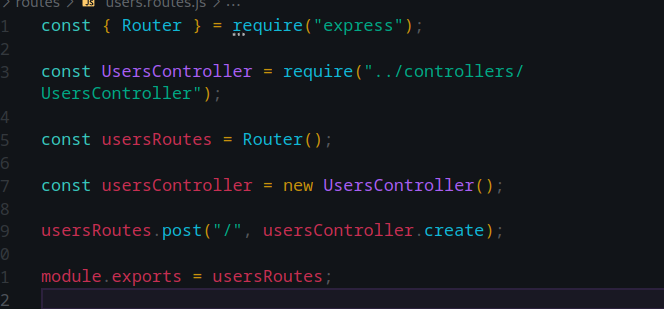 routes > JS users.routes.js > ...
1 const { Router } = require("express");
2
3 const UsersController = require("../controllers/
UsersController");
4
5 const usersRoutes = Router();
6
7 const usersController = new UsersController();
8
9 usersRoutes.post("/", usersController.create);
0
1 module.exports = usersRoutes;
2